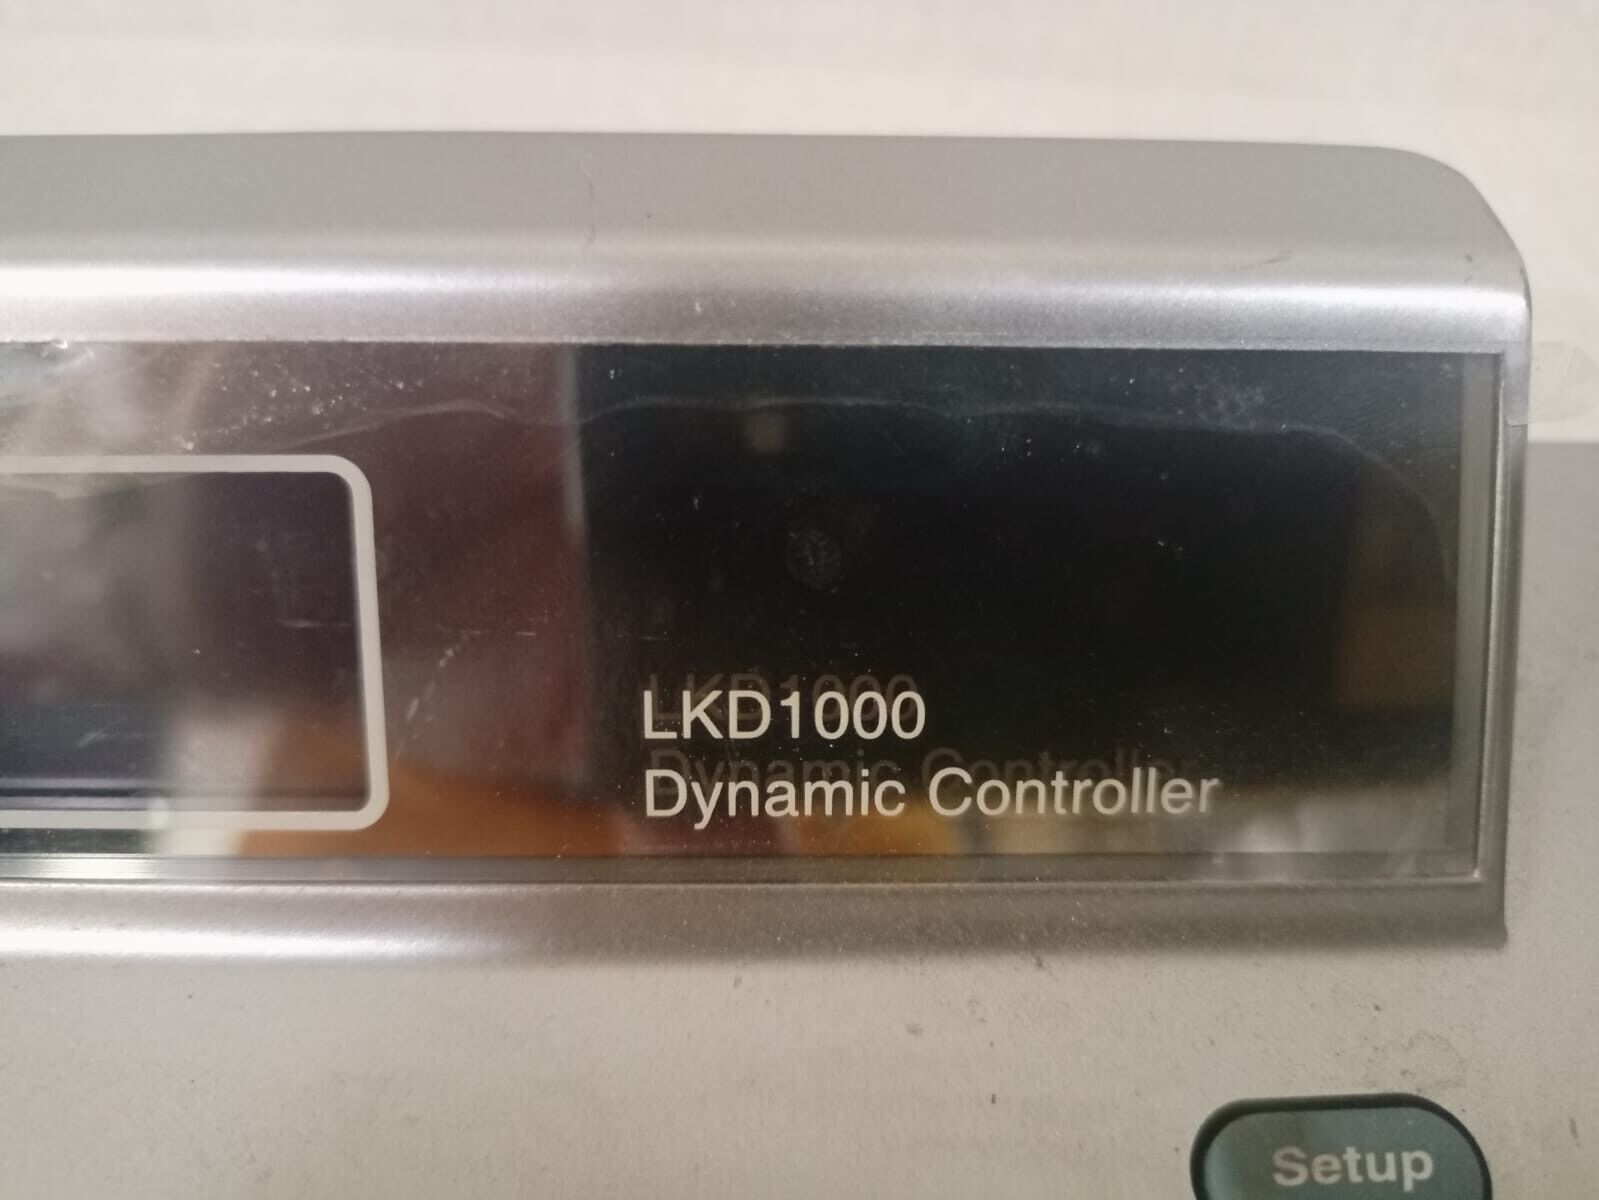 LKD1000
Dynamic Controller
Setup